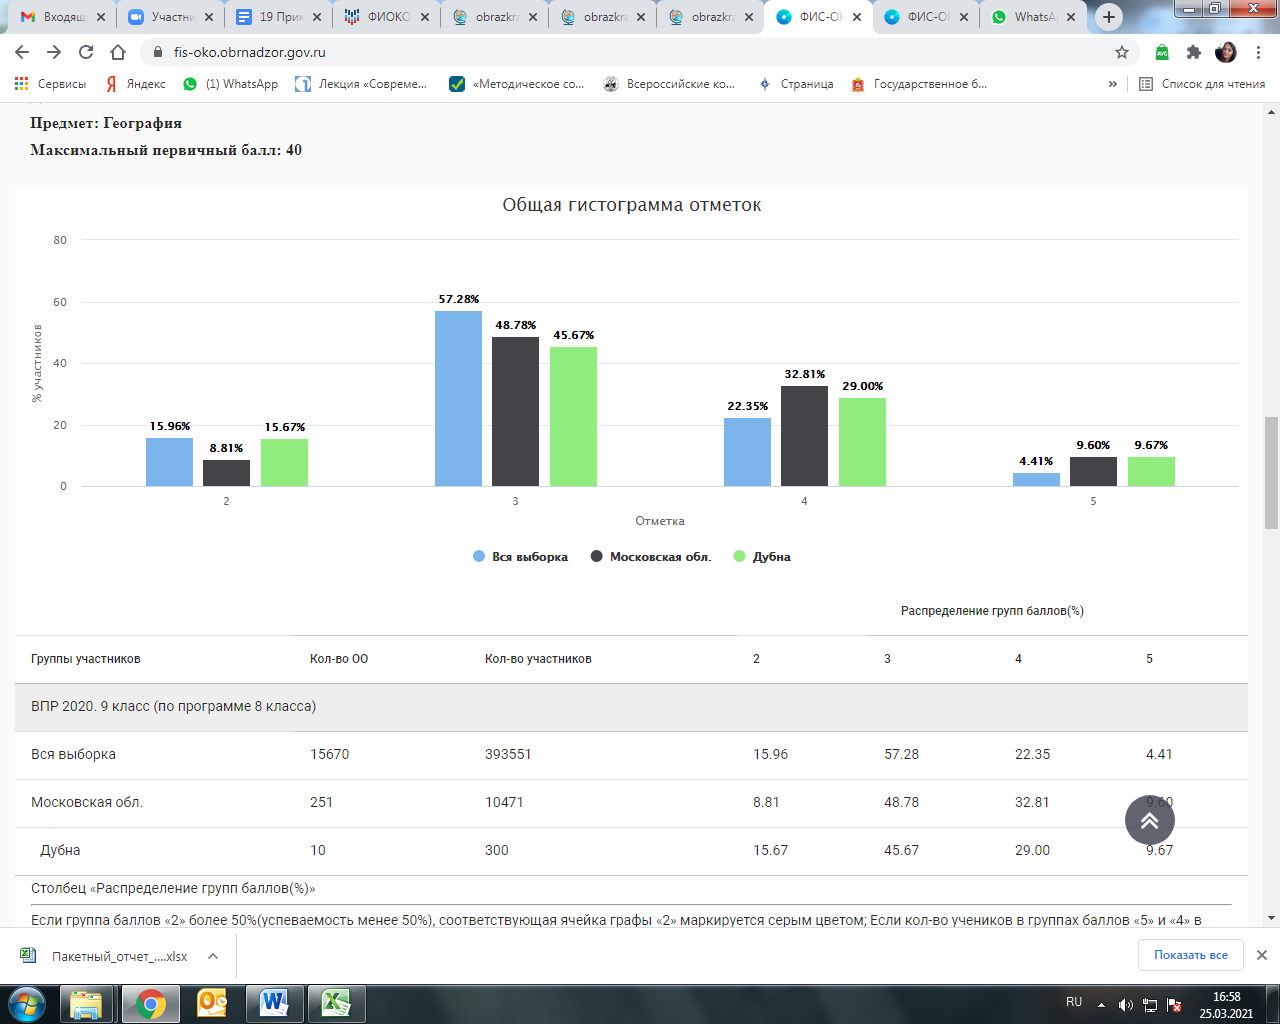 Входящи
Участни
19 При
ФИОКО
obrazkra
obrazkra
obrazkra
ФИС-О
ФИС-О
WhatsA
fis-oko.obrnadzor.gov.ru
Сервисы
Яндекс
(1) WhatsApp
Лекция «Совреме...
«Методическое со...
Всероссийские ко...
Страница
Государственное б...
»
Список для чтения
Предмет: География
Максимальный первичный балл: 40
Общая гистограмма отметок
% участников
80
60
40
20
0
15.96%
8.81%
15.67%
57.28%
48.78%
45.67%
22.35%
32.81%
29.00%
4.41%
9.60%
9.67%
2 3 4 5
Отметка
Вся выборка Московская обл. Дубна
Распределение групп баллов(%)
Группы участников Кол-во ОО Кол-во участников 2 3 4 5
ВПР 2020. 9 класс (по программе 8 класса)
Вся выборка 15670 393551 15.96 57.28 22.35 4.41
Московская обл. 251 10471 8.81 48.78 32.81 9.60
Дубна 10 300 15.67 45.67 29.00 9.67
Столбец «Распределение групп баллов(%)»
Если группа баллов «2» более 50%(успеваемость менее 50%), соответствующая ячейка графы «2» маркируется серым цветом; Если кол-во учеников в группах баллов «5» и «4» в
Пакетный_отчет_....xlsx
Показать все
RU
16:58
25.03.2021